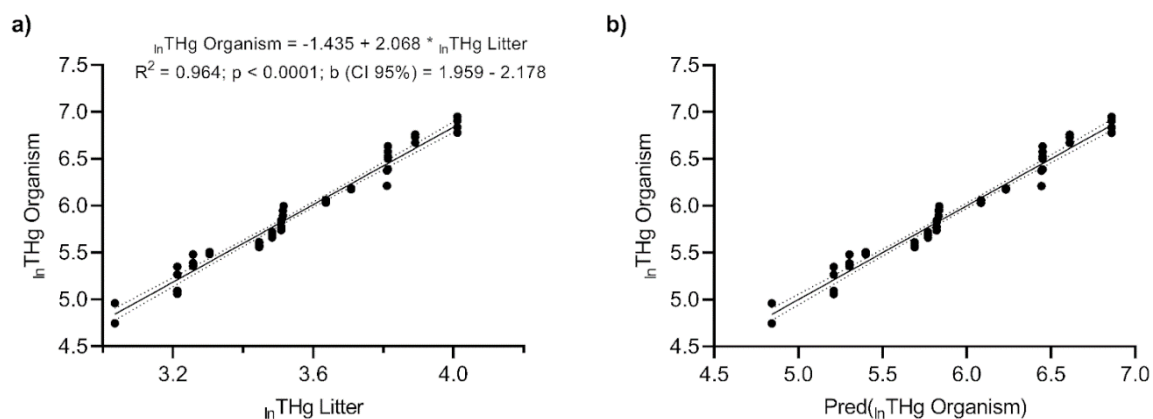 a)
lnTHg Organism = -1.435 + 2.068 * lnTHg Litter
R2 = 0.964; p < 0.0001; b (CI 95%) = 1.959 - 2.178
lnTHg Organism
7.5
7.0
6.5
6.0
5.5
5.0
4.5
3.2
3.6
4.0
lnTHg Litter
b)
lnTHg Organism
7.5
7.0
6.5
6.0
5.5
5.0
4.5
4.5
5.0
5.5
6.0
6.5
7.0
Pred(lnTHg Organism)